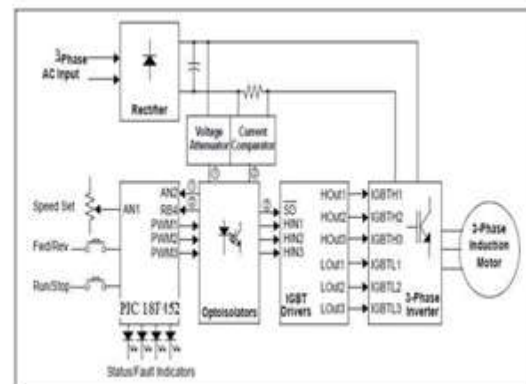 3Phase
AC Input
Rectifier
Voltage
Attenuator
Current
Comparator
Speed Set
Fwd/Rev
Run/Stop
AN1
AN2
RB4
PWM1
PWM2
PWM3
PIC 18F452
Status/Fault Indicators
Optoisolators
SD
HIN1
HIN2
HIN3
IGBT
Drivers
HOut1
HOut2
HOut3
LOut1
LOut2
LOut3
IGBTH1
IGBTH2
IGBTH3
IGBTL1
IGBTL2
IGBTL3
3-Phase
Inverter
3-Phase
Induction
Motor